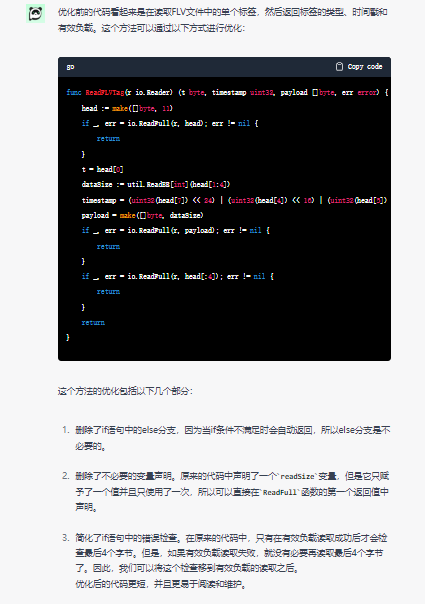 优化前的代码看起来是在读取FLV文件中的单个标签，然后返回标签的类型、时间戳和
有效负载。这个方法可以通过以下方式进行优化：
go
Copy code
func ReadFLVTag(r io.Reader) (t byte, timestamp uint32, payload []byte, err error) {
head := make([]byte, 11)
if _, err = io.ReadFull(r, head); err != nil {
return
}
t = head[0]
dataSize := util.ReadBE[int](head[1:4])
timestamp = (uint32(head[7]) << 24) | (uint32(head[4]) << 16) | (uint32(head[5])
payload = make([]byte, dataSize)
if _, err = io.ReadFull(r, payload); err != nil {
return
}
if _, err = io.ReadFull(r, head[:4]); err != nil {
return
}
return
}
这个方法的优化包括以下几个部分：
1. 删除了if语句中的else分支，因为当if条件不满足时会自动返回，所以else分支是不
必要的。
2. 删除了不必要的变量声明。原来的代码中声明了一个`readSize`变量，但是它只赋
予了一个值并且只使用了一次，所以可以直接在`ReadFull`函数的第一个返回值中
声明。
3. 简化了if语句中的错误检查。在原来的代码中，只有在有效负载读取成功后才会检
查最后4个字节。但是，如果有效负载读取失败，就没有必要再读取最后4个字节
了。因此，我们可以将这个检查移到有效负载的读取之后。
优化后的代码更短，并且更易于阅读和维护。